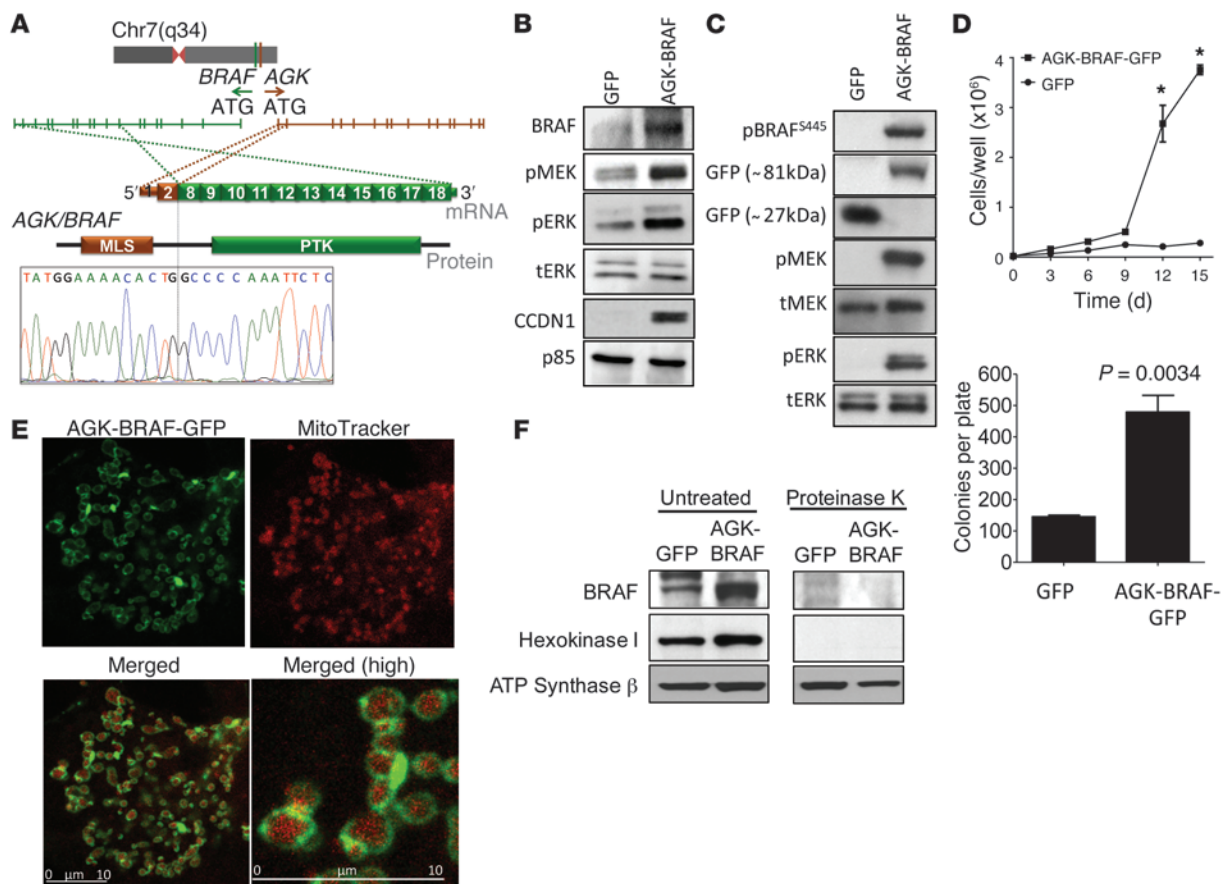 A
Chr7(q34)
BRAF AGK
ATG ATG
5' 1 2 8 9 10 11 12 13 14 15 16 17 18 3'
mRNA
AGK/BRAF
MLS PTK
Protein
TATGGAAAACACTGGCCCCAAATTCTC
B
GFP
AGK-BRAF
BRAF
pMEK
pERK
tERK
CCDN1
p85
C
GFP
AGK-BRAF
pBRAFS445
GFP (~81kDa)
GFP (~27kDa)
pMEK
tMEK
pERK
tERK
D
AGK-BRAF-GFP
GFP
Cells/well (x10⁶)
4
3
2
1
0
* *
0 3 6 9 12 15
Time (d)
P = 0.0034
Colonies per plate
600
500
400
300
200
100
0
GFP AGK-BRAF-
GFP
E
AGK-BRAF-GFP MitoTracker
Merged Merged (high)
0 µm 10
0 µm 10
F
Untreated Proteinase K
GFP AGK-
BRAF
GFP AGK-
BRAF
BRAF
Hexokinase I
ATP Synthase β